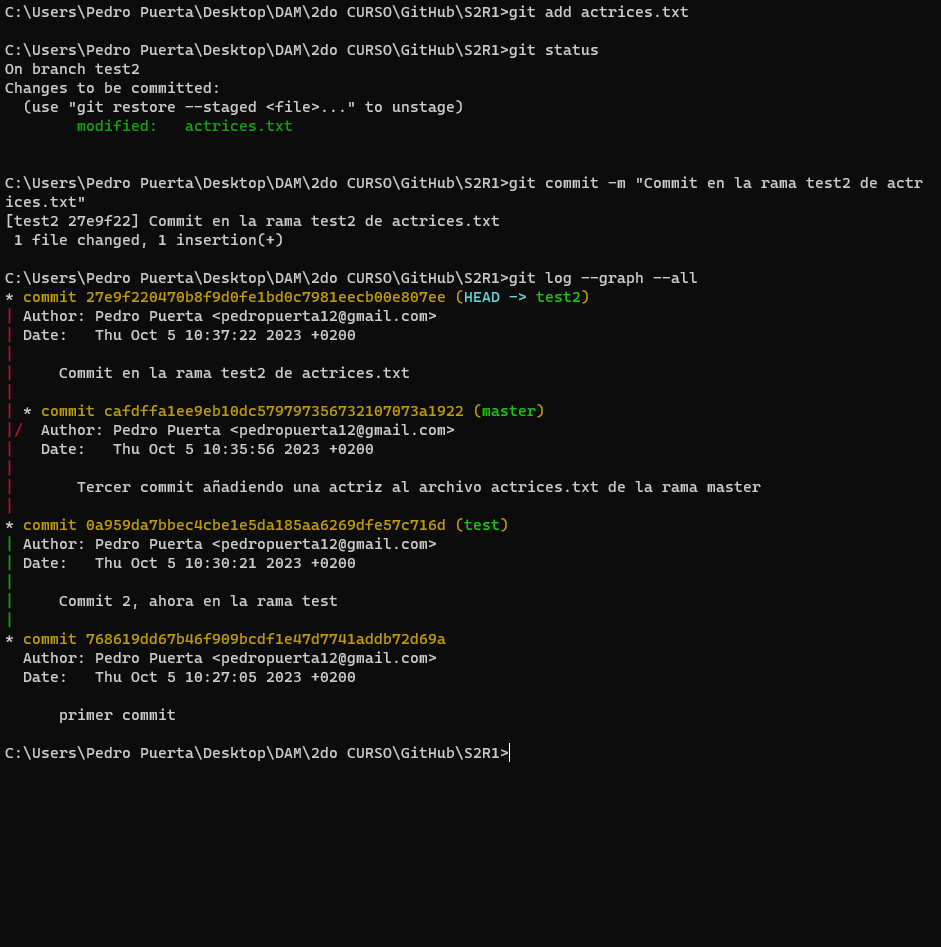 C:\Users\Pedro Puerta\Desktop\DAM\2do CURSO\GitHub\S2R1>git add actrices.txt
C:\Users\Pedro Puerta\Desktop\DAM\2do CURSO\GitHub\S2R1>git status
On branch test2
Changes to be committed:
  (use "git restore --staged <file>..." to unstage)
        modified:   actrices.txt
C:\Users\Pedro Puerta\Desktop\DAM\2do CURSO\GitHub\S2R1>git commit -m "Commit en la rama test2 de actr
ices.txt"
[test2 27e9f22] Commit en la rama test2 de actrices.txt
 1 file changed, 1 insertion(+)
C:\Users\Pedro Puerta\Desktop\DAM\2do CURSO\GitHub\S2R1>git log --graph --all
* commit 27e9f220470b8f9d0fe1bd0c7981eecb00e807ee (HEAD -> test2)
| Author: Pedro Puerta <pedropuerta12@gmail.com>
| Date:   Thu Oct 5 10:37:22 2023 +0200
|
|     Commit en la rama test2 de actrices.txt
|
| * commit cafdffa1ee9eb10dc579797356732107073a1922 (master)
|/  Author: Pedro Puerta <pedropuerta12@gmail.com>
|   Date:   Thu Oct 5 10:35:56 2023 +0200
|
|       Tercer commit añadiendo una actriz al archivo actrices.txt de la rama master
|
* commit 0a959da7bbec4cbe1e5da185aa6269dfe57c716d (test)
| Author: Pedro Puerta <pedropuerta12@gmail.com>
| Date:   Thu Oct 5 10:30:21 2023 +0200
|
|     Commit 2, ahora en la rama test
|
* commit 768619dd67b46f909bcdf1e47d7741addb72d69a
  Author: Pedro Puerta <pedropuerta12@gmail.com>
  Date:   Thu Oct 5 10:27:05 2023 +0200
      primer commit
C:\Users\Pedro Puerta\Desktop\DAM\2do CURSO\GitHub\S2R1>